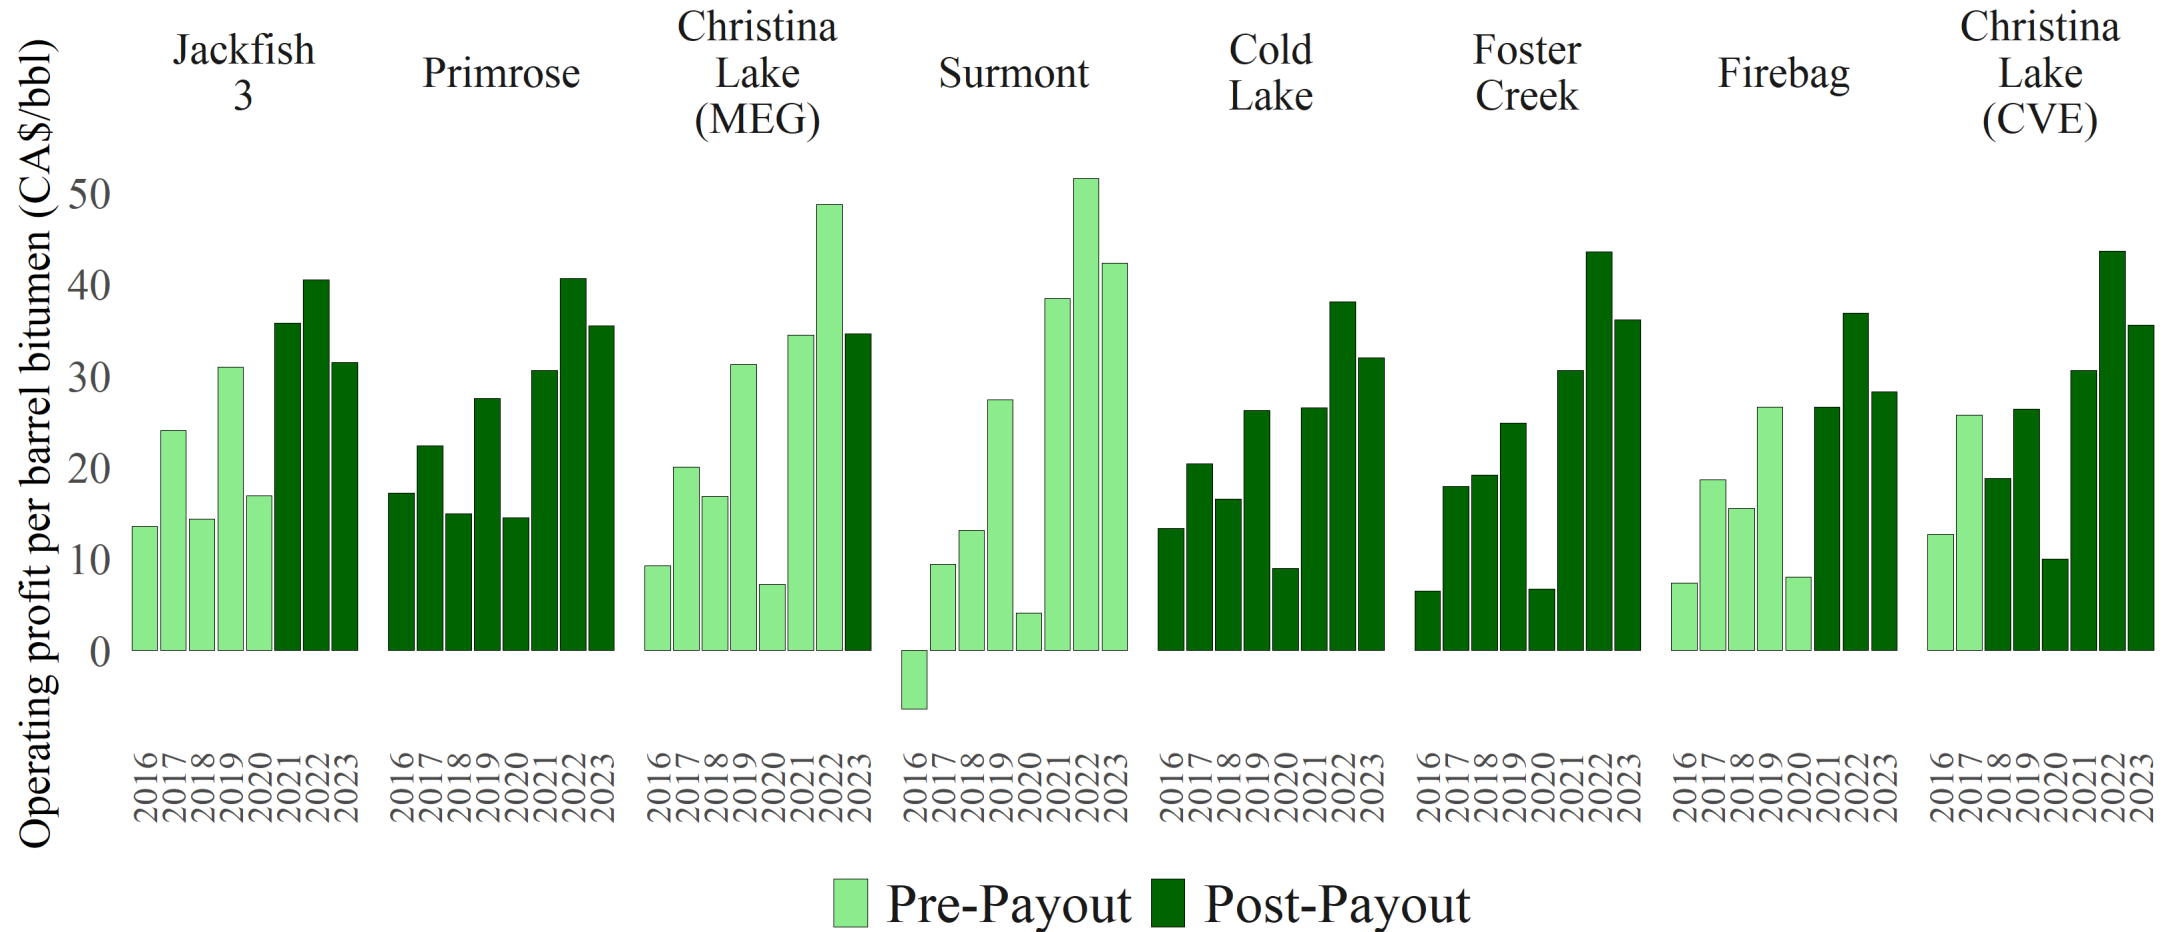 Operating profit per barrel bitumen (CA$/bbl)
Jackfish
3
Primrose
Christina
Lake
(MEG)
Surmont
Cold
Lake
Foster
Creek
Firebag
Christina
Lake
(CVE)
50
40
30
20
10
0
2016 2017 2018 2019 2020 2021 2022 2023
2016 2017 2018 2019 2020 2021 2022 2023
2016 2017 2018 2019 2020 2021 2022 2023
2016 2017 2018 2019 2020 2021 2022 2023
2016 2017 2018 2019 2020 2021 2022 2023
2016 2017 2018 2019 2020 2021 2022 2023
2016 2017 2018 2019 2020 2021 2022 2023
2016 2017 2018 2019 2020 2021 2022 2023
Pre-Payout Post-Payout